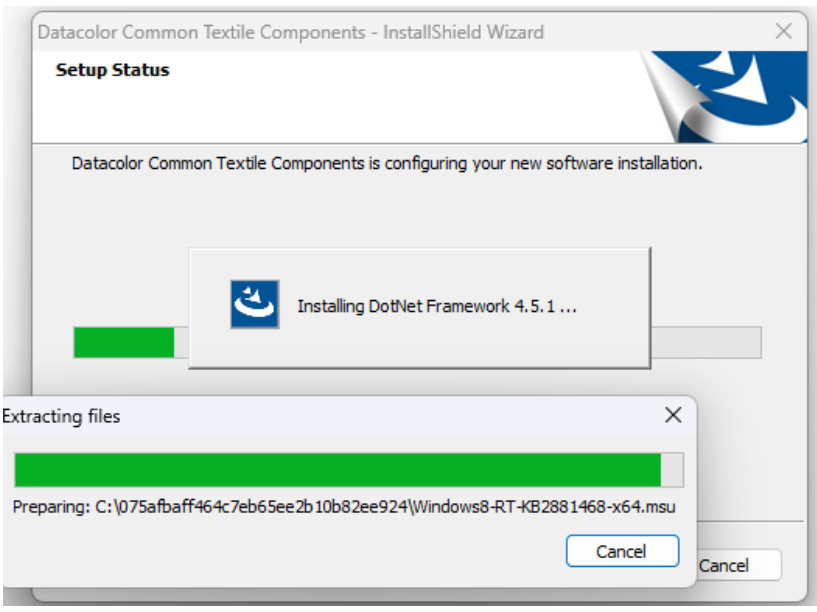 Datacolor Common Textile Components - InstallShield Wizard
Setup Status
Datacolor Common Textile Components is configuring your new software installation.
Installing DotNet Framework 4.5.1 ...
Extracting files
Preparing: C:\075afbaff464c7eb65ee2b10b82ee924\Windows8-RT-KB2881468-x64.msu
Cancel
Cancel